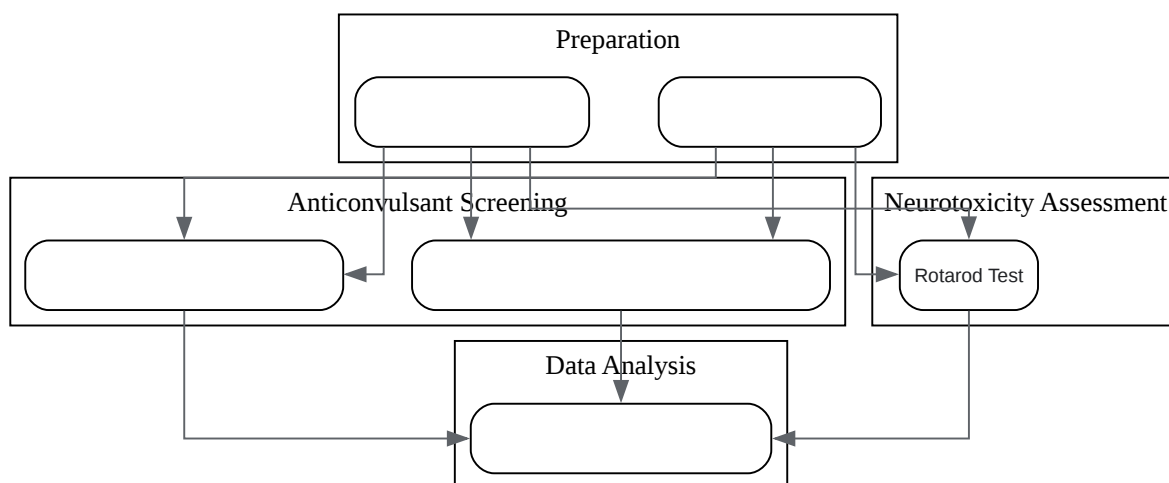 Preparation
Anticonvulsant Screening
Neurotoxicity Assessment
Rotarod Test
Data Analysis